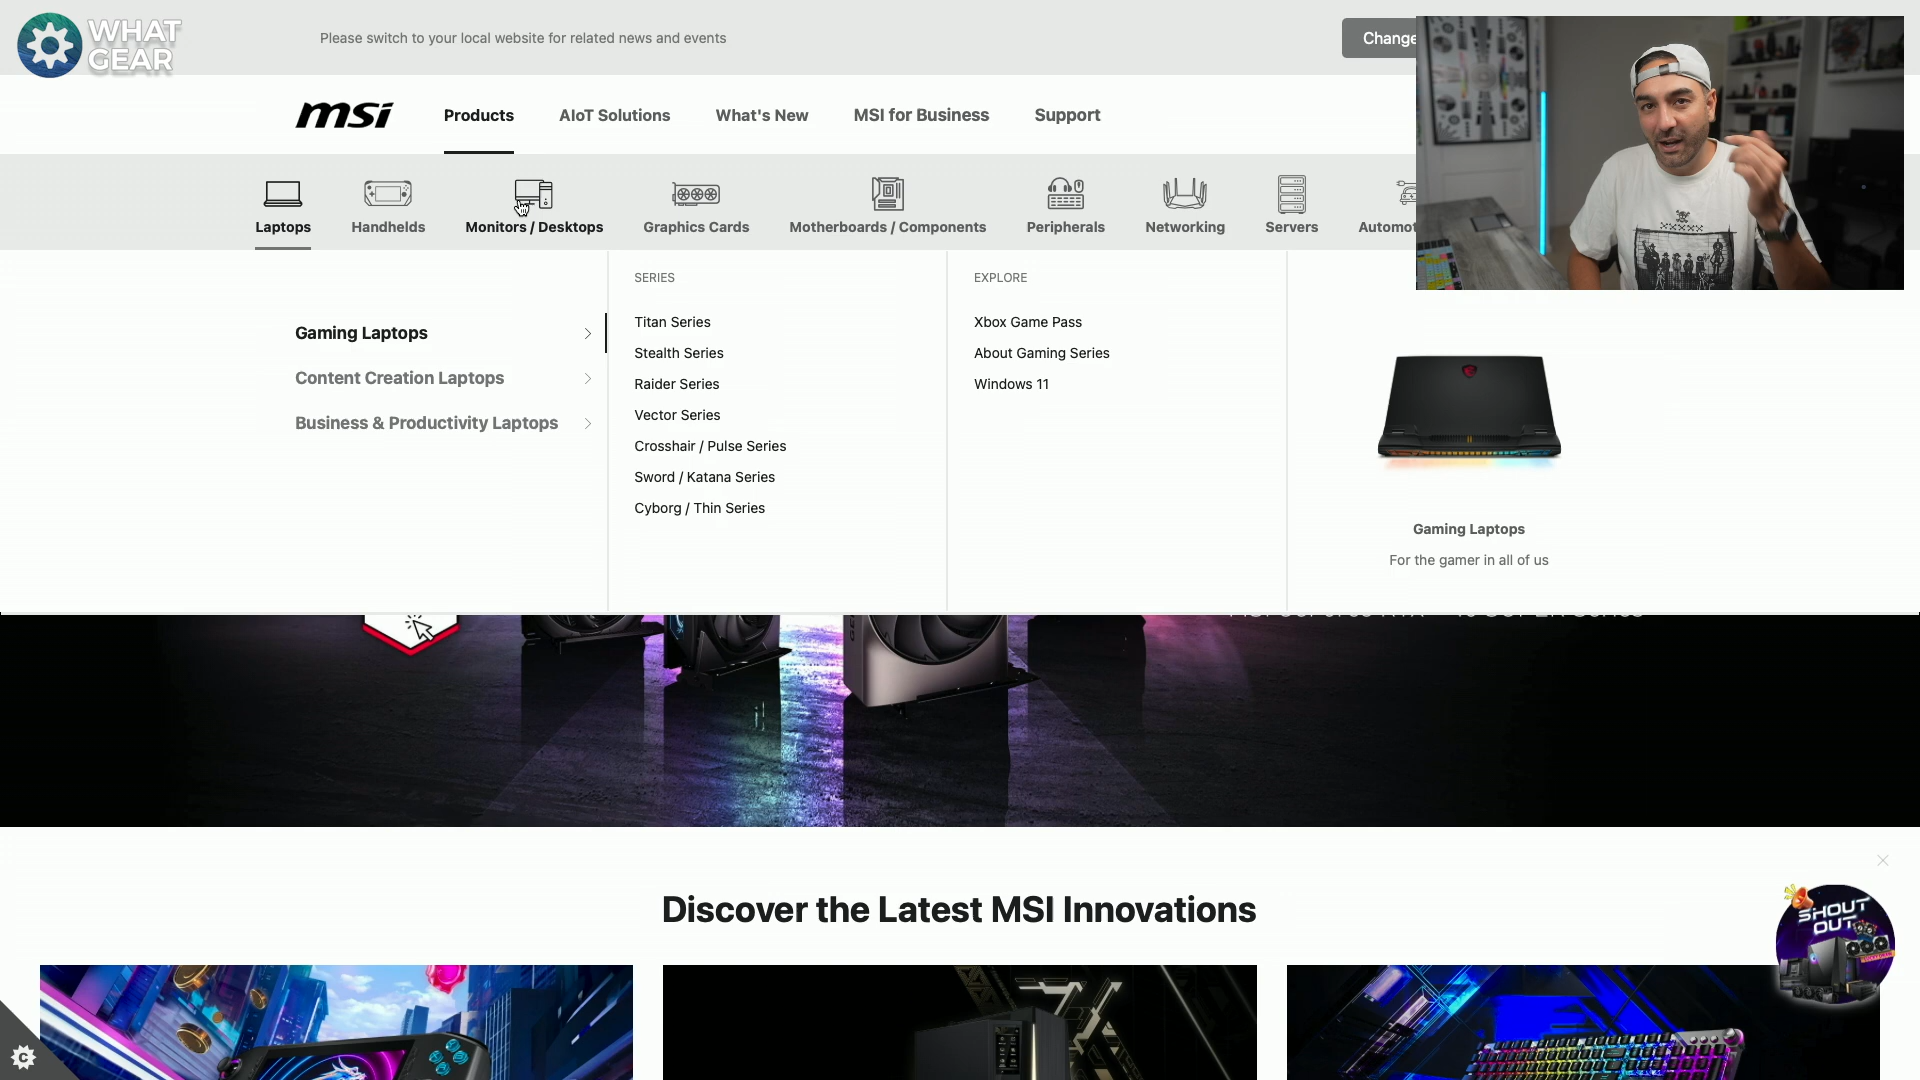 WHAT
GEAR
Please switch to your local website for related news and events
Change
msi
Products
AIoT Solutions
What's New
MSI for Business
Support
Laptops
Handhelds
Monitors / Desktops
Graphics Cards
Motherboards / Components
Peripherals
Networking
Servers
Automot
Gaming Laptops
Content Creation Laptops
Business & Productivity Laptops
SERIES
Titan Series
Stealth Series
Raider Series
Vector Series
Crosshair / Pulse Series
Sword / Katana Series
Cyborg / Thin Series
EXPLORE
Xbox Game Pass
About Gaming Series
Windows 11
Gaming Laptops
For the gamer in all of us
Discover the Latest MSI Innovations
SHOUT
OUT